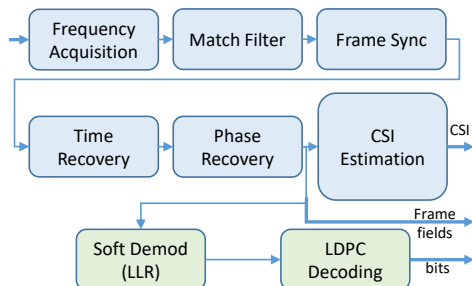 Frequency
Acquisition
Match Filter
Frame Sync
Time
Recovery
Phase
Recovery
CSI
Estimation
CSI
Frame
fields
Soft Demod
(LLR)
LDPC
Decoding
bits